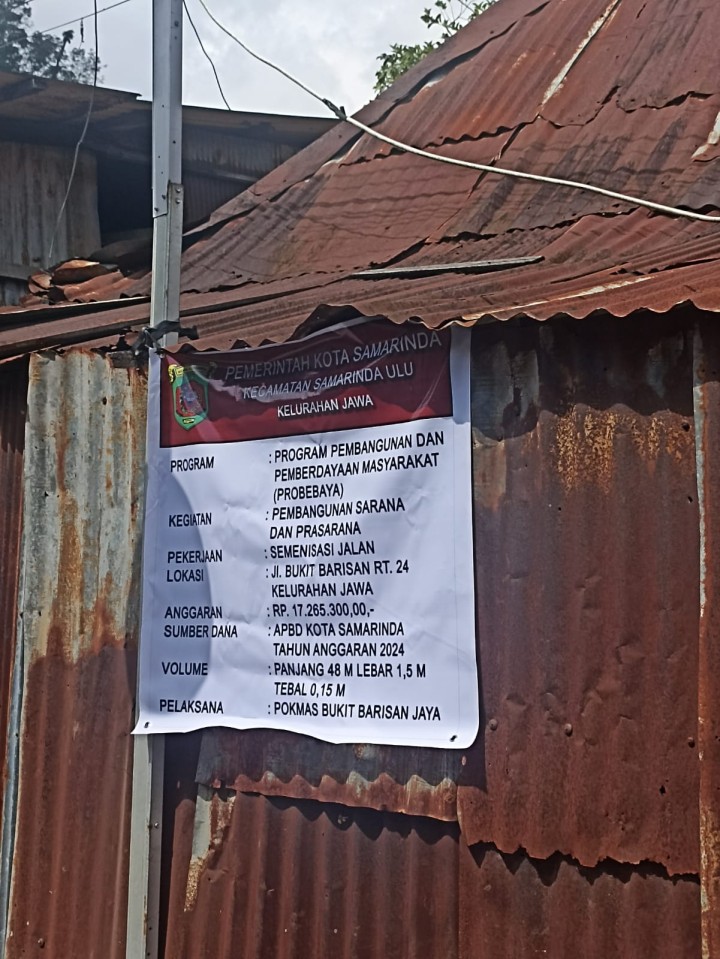 PEMERINTAH KOTA SAMARINDA
KECAMATAN SAMARINDA ULU
KELURAHAN JAWA
PROGRAM : PROGRAM PEMBANGUNAN DAN
PEMBERDAYAAN MASYARAKAT
(PROBEBAYA)
KEGIATAN : PEMBANGUNAN SARANA
DAN PRASARANA
PEKERJAAN : SEMENISASI JALAN
LOKASI : Jl. BUKIT BARISAN RT. 24
KELURAHAN JAWA
ANGGARAN : RP. 17.265.300,00,-
SUMBER DANA : APBD KOTA SAMARINDA
TAHUN ANGGARAN 2024
VOLUME : PANJANG 48 M LEBAR 1,5 M
TEBAL 0,15 M
PELAKSANA : POKMAS BUKIT BARISAN JAYA